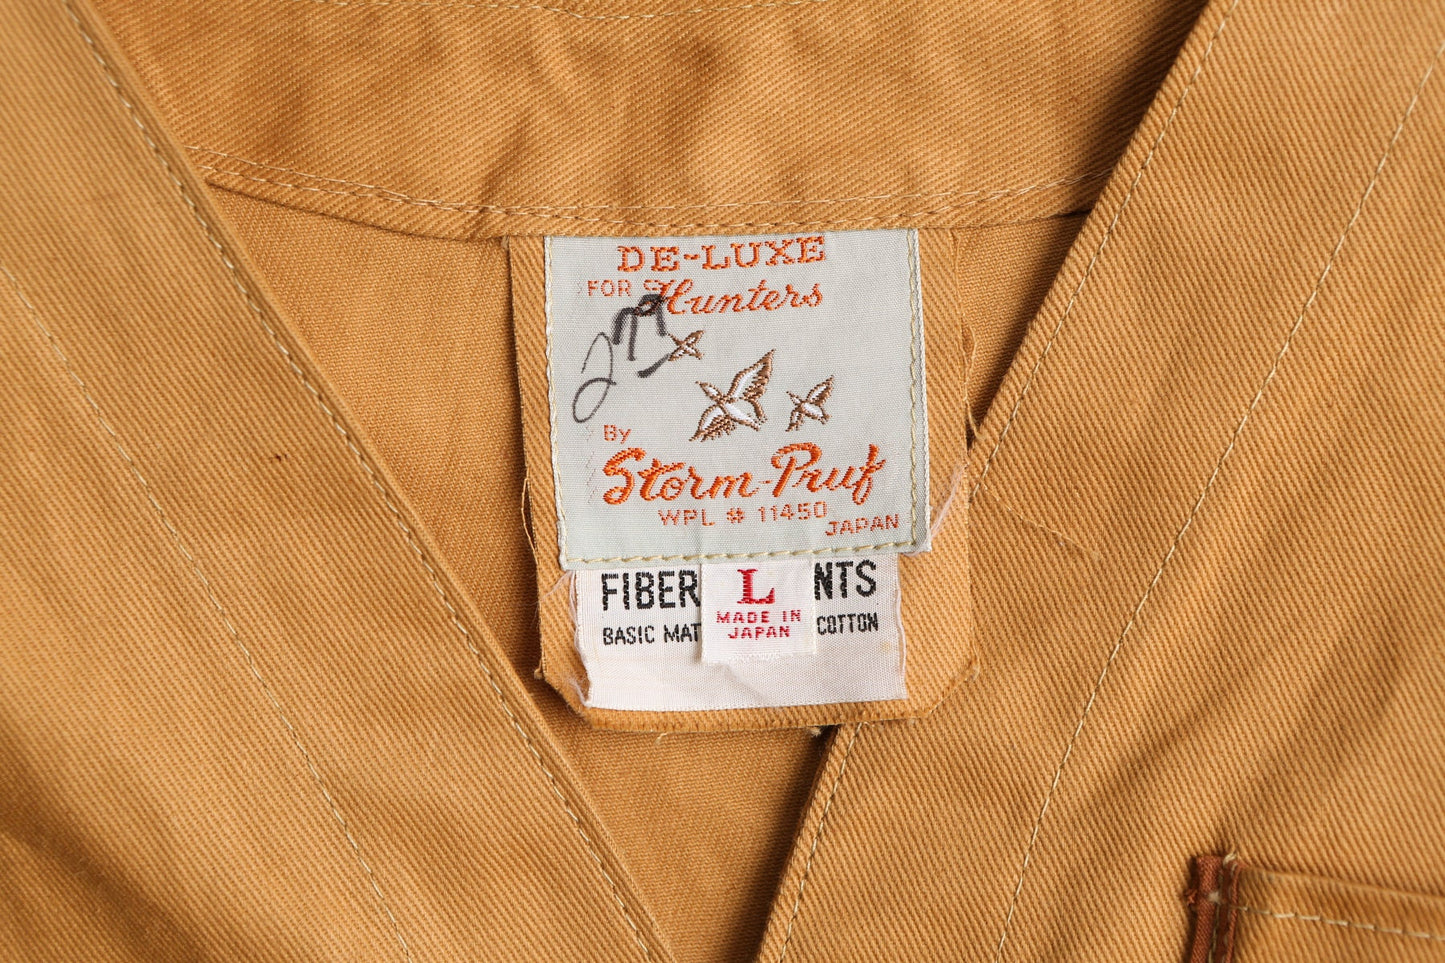 DE-LUXE
FOR Hunters
By
Storm-Pruf
WPL # 11450
JAPAN
FIBER NTS
L
BASIC MAT COTTON
MADE IN
JAPAN